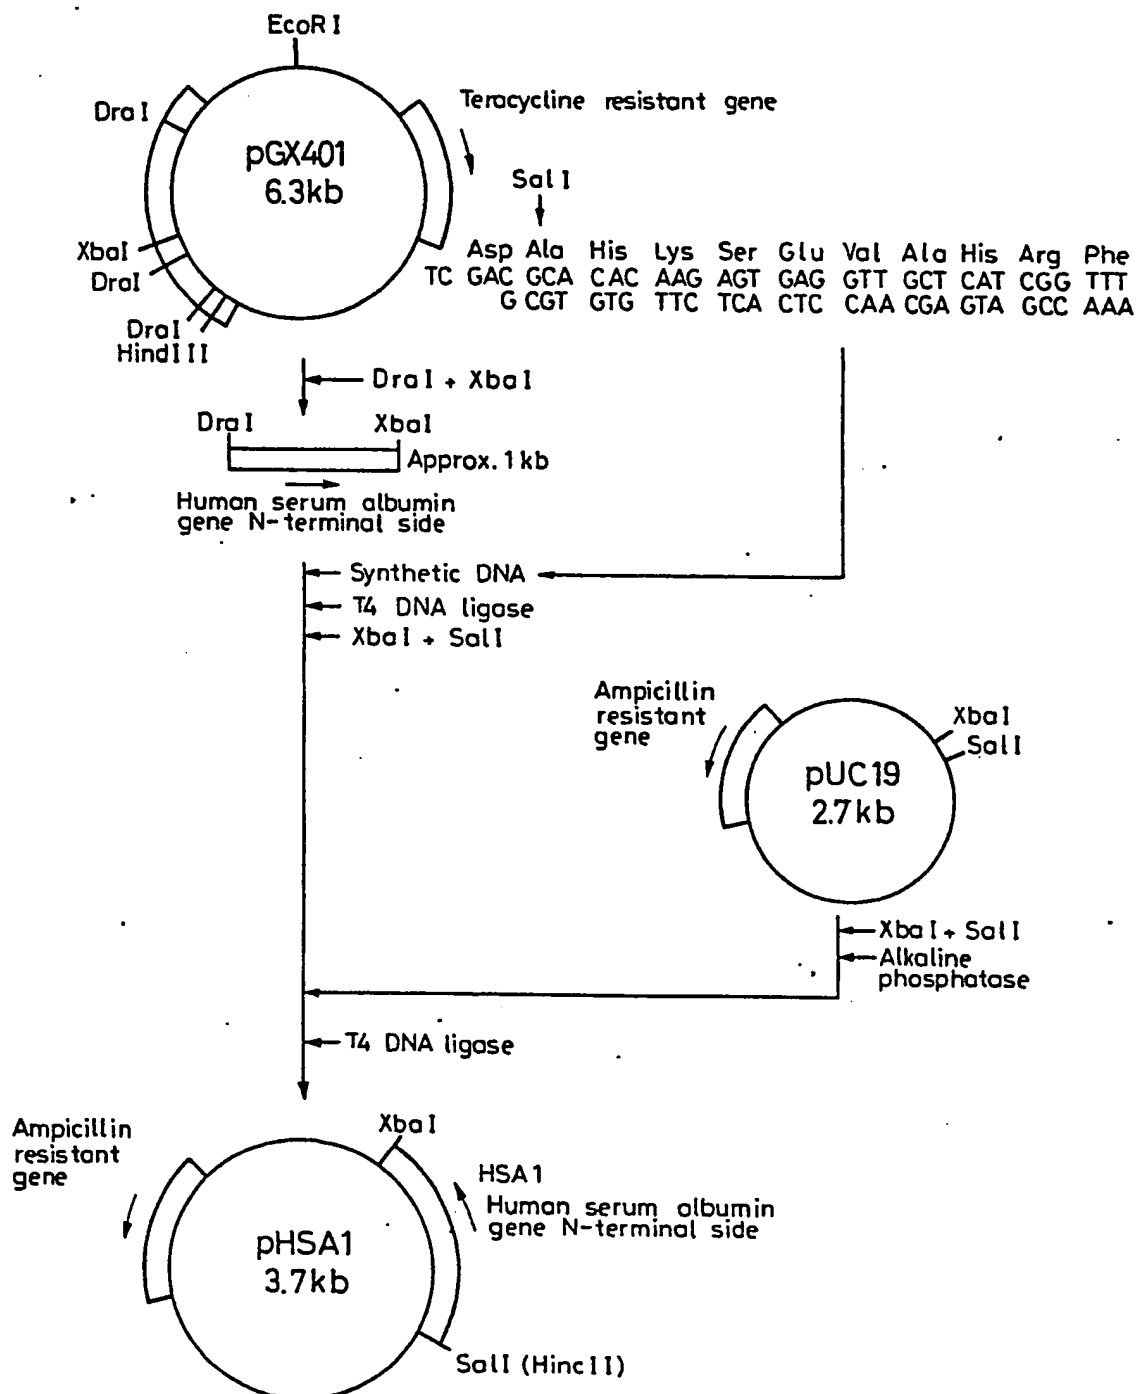 EcoRI
DraI
Teracycline resistant gene
pGX401
6.3kb
SalI
XbaI
DraI
Asp Ala His Lys Ser Glu Val Ala His Arg Phe
TC GAC GCA CAC AAG AGT GAG GTT GCT CAT CGG TTT
G CGT GTG TTC TCA CTC CAA CGA GTA GCC AAA
DraI
HindIII
DraI + XbaI
DraI XbaI
Approx. 1kb
Human serum albumin
gene N-terminal side
Synthetic DNA
T4 DNA ligase
XbaI + SalI
Ampicillin
resistant
gene
XbaI
SalI
pUC19
2.7kb
XbaI + SalI
Alkaline
phosphatase
T4 DNA ligase
Ampicillin
resistant
gene
XbaI
HSA1
Human serum albumin
gene N-terminal side
pHSA1
3.7kb
SalI (HincII)